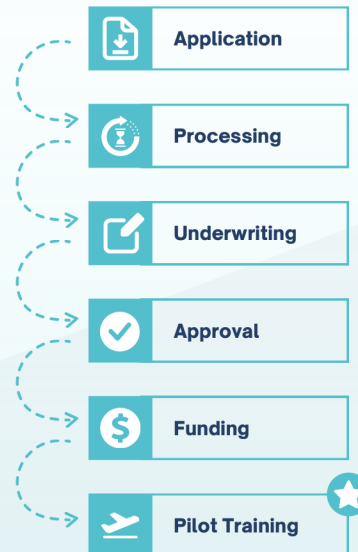 Application
Processing
Underwriting
Approval
Funding
Pilot Training